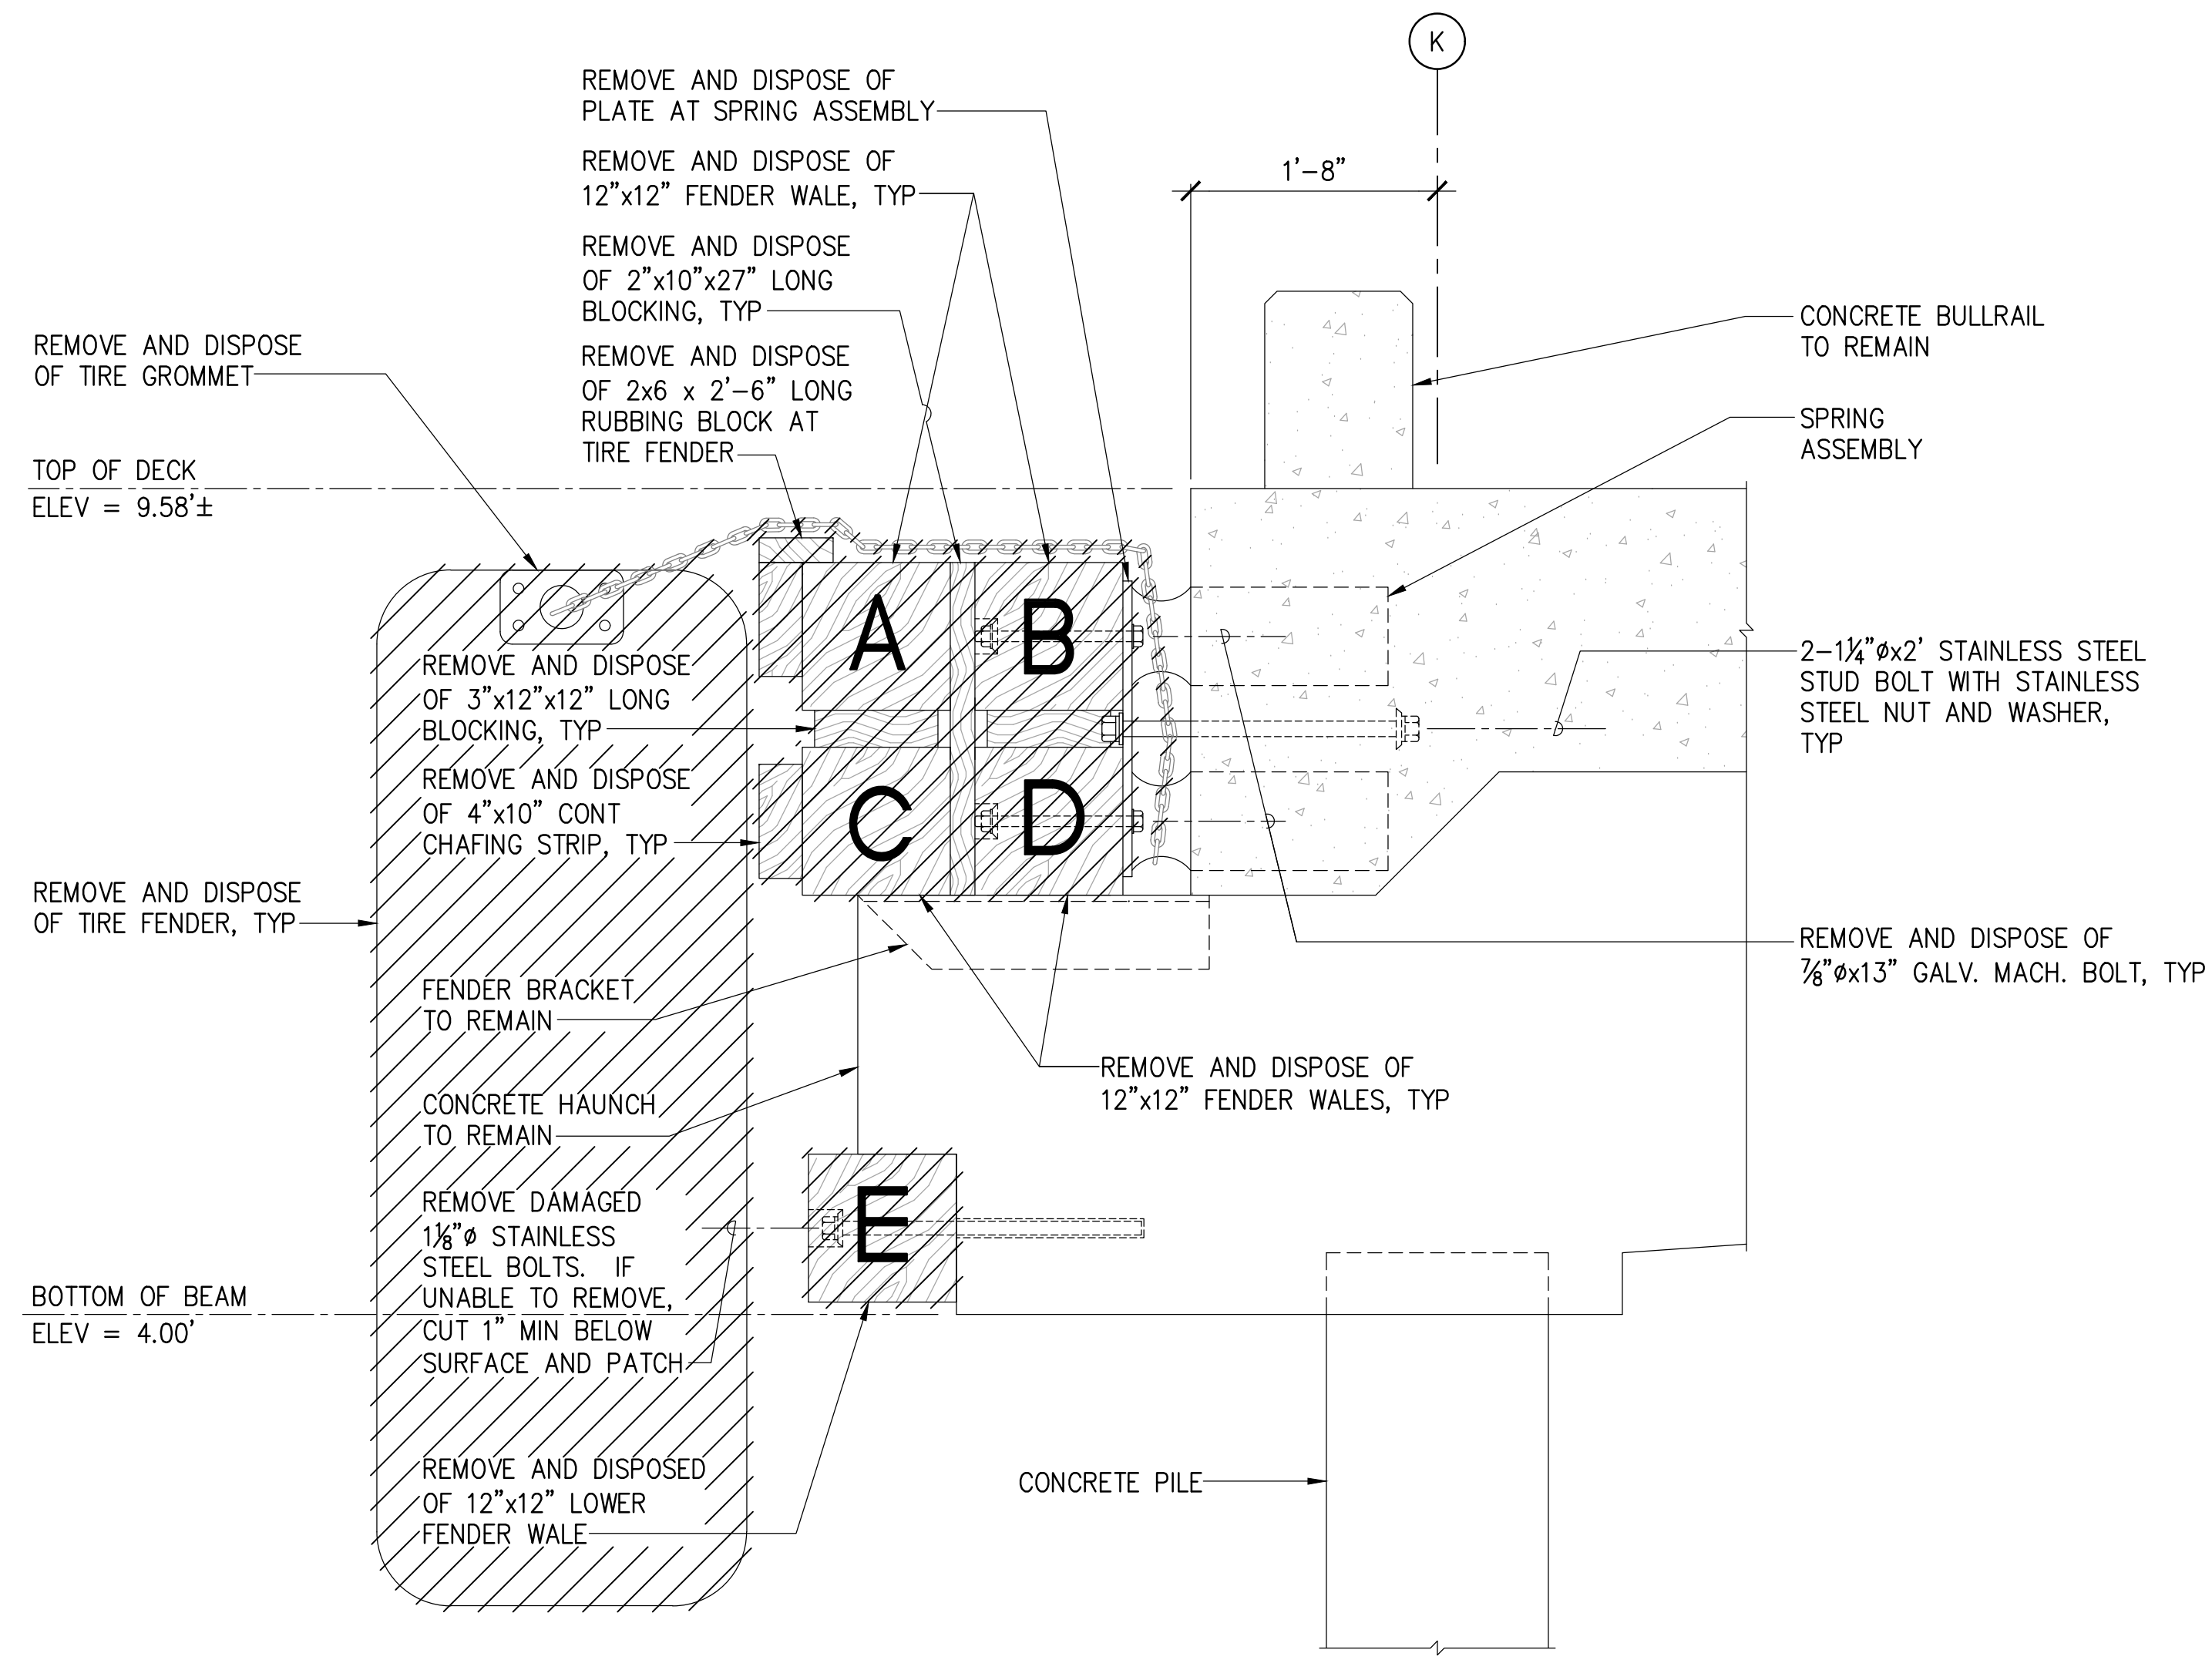 K
REMOVE AND DISPOSE OF
PLATE AT SPRING ASSEMBLY
REMOVE AND DISPOSE OF
12"x12" FENDER WALE, TYP
1'-8"
REMOVE AND DISPOSE
OF 2"x10"x27" LONG
BLOCKING, TYP
REMOVE AND DISPOSE
OF 2x6 x 2'-6" LONG
RUBBING BLOCK AT
TIRE FENDER
REMOVE AND DISPOSE
OF TIRE GROMMET
CONCRETE BULLRAIL
TO REMAIN
SPRING
ASSEMBLY
TOP OF DECK
ELEV = 9.58'±
A
B
C
D
E
2-1¼"øx2' STAINLESS STEEL
STUD BOLT WITH STAINLESS
STEEL NUT AND WASHER,
TYP
REMOVE AND DISPOSE
OF 3"x12"x12" LONG
BLOCKING, TYP
REMOVE AND DISPOSE
OF 4"x10" CONT
CHAFING STRIP, TYP
REMOVE AND DISPOSE
OF TIRE FENDER, TYP
REMOVE AND DISPOSE OF
⅞"øx13" GALV. MACH. BOLT, TYP
FENDER BRACKET
TO REMAIN
REMOVE AND DISPOSE OF
12"x12" FENDER WALES, TYP
CONCRETE HAUNCH
TO REMAIN
REMOVE DAMAGED
1⅛"ø STAINLESS
STEEL BOLTS. IF
UNABLE TO REMOVE,
CUT 1" MIN BELOW
SURFACE AND PATCH
BOTTOM OF BEAM
ELEV = 4.00'
REMOVE AND DISPOSED
OF 12"x12" LOWER
FENDER WALE
CONCRETE PILE